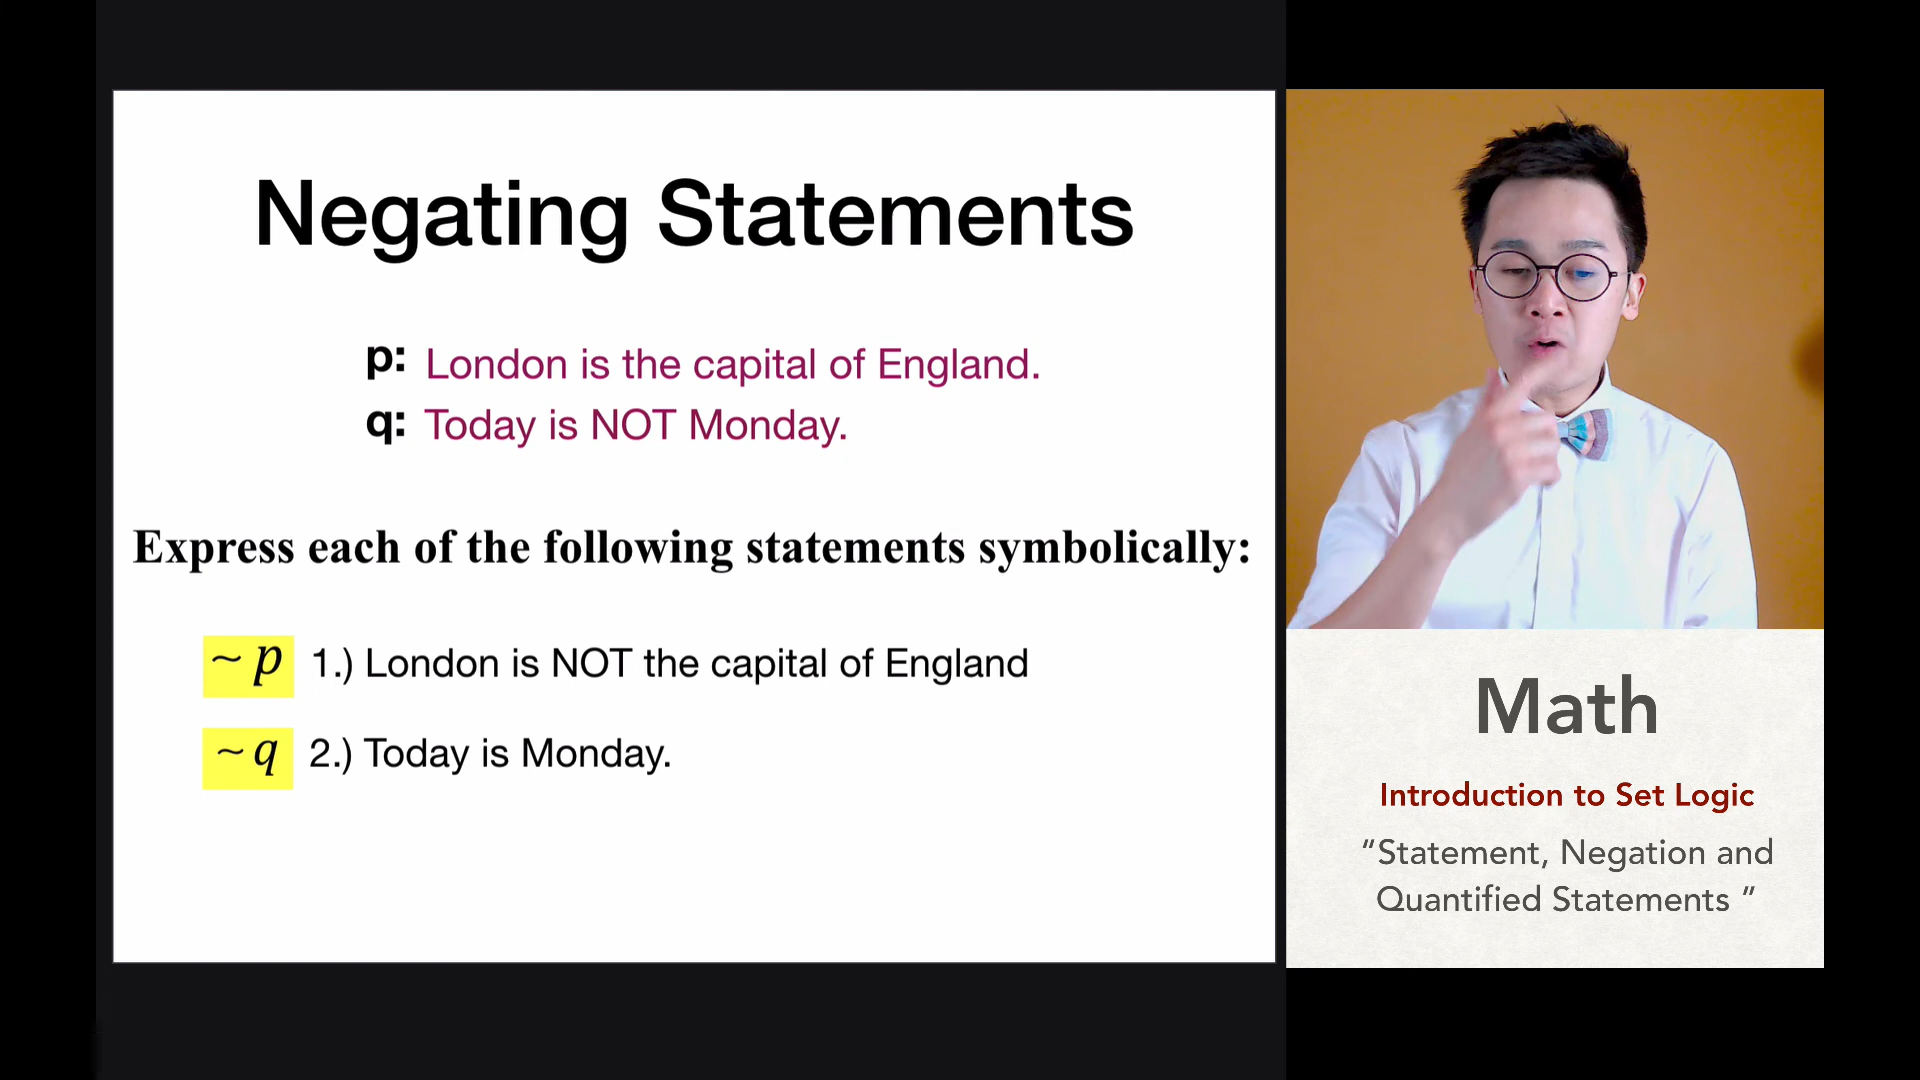 Negating Statements
p: London is the capital of England.
q: Today is NOT Monday.
Express each of the following statements symbolically:
~ p 1.) London is NOT the capital of England
~ q 2.) Today is Monday.
Math
Introduction to Set Logic
“Statement, Negation and
Quantified Statements ”